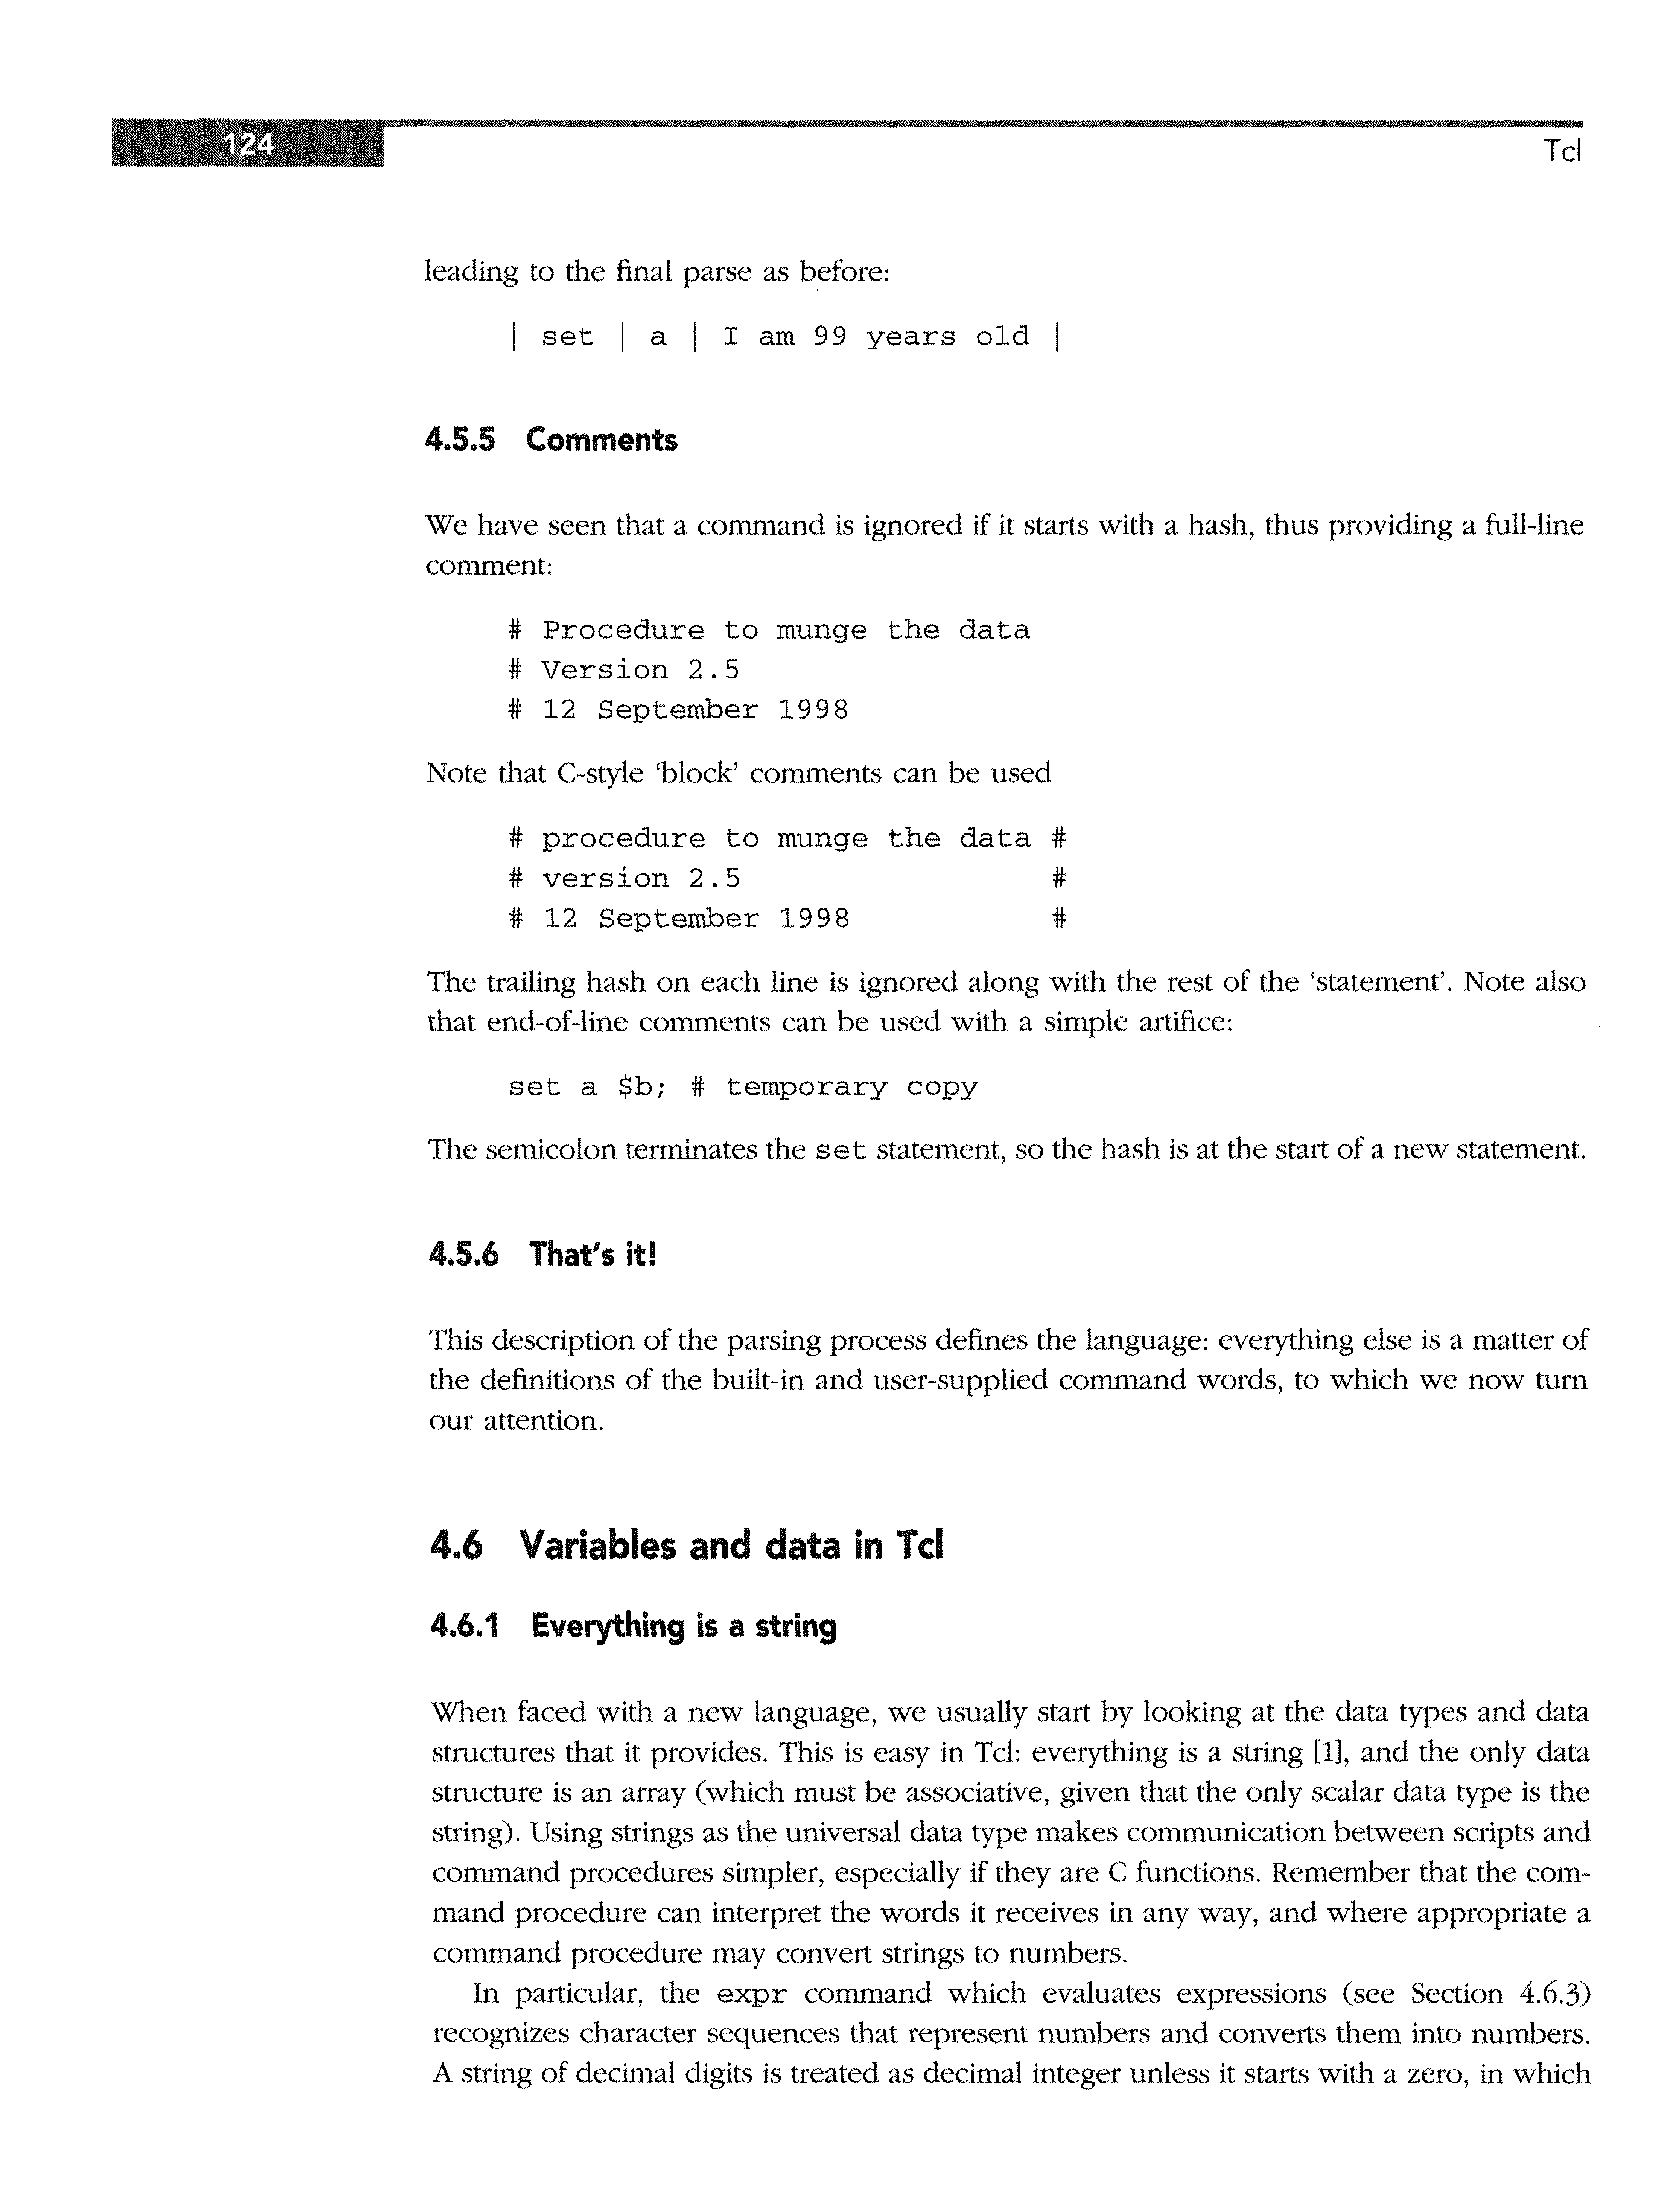 124
Tcl
leading to the final parse as before:
| set | a | I am 99 years old |
4.5.5 Comments
We have seen that a command is ignored if it starts with a hash, thus providing a full-line
comment:
# Procedure to munge the data
# Version 2.5
# 12 September 1998
Note that C-style ‘block’ comments can be used
# procedure to munge the data #
# version 2.5 #
# 12 September 1998 #
The trailing hash on each line is ignored along with the rest of the ‘statement’. Note also
that end-of-line comments can be used with a simple artifice:
set a $b; # temporary copy
The semicolon terminates the set statement, so the hash is at the start of a new statement.
4.5.6 That's it!
This description of the parsing process defines the language: everything else is a matter of
the definitions of the built-in and user-supplied command words, to which we now turn
our attention.
4.6 Variables and data in Tcl
4.6.1 Everything is a string
When faced with a new language, we usually start by looking at the data types and data
structures that it provides. This is easy in Tcl: everything is a string [1], and the only data
structure is an array (which must be associative, given that the only scalar data type is the
string). Using strings as the universal data type makes communication between scripts and
command procedures simpler, especially if they are C functions. Remember that the com-
mand procedure can interpret the words it receives in any way, and where appropriate a
command procedure may convert strings to numbers.
In particular, the expr command which evaluates expressions (see Section 4.6.3)
recognizes character sequences that represent numbers and converts them into numbers.
A string of decimal digits is treated as decimal integer unless it starts with a zero, in which